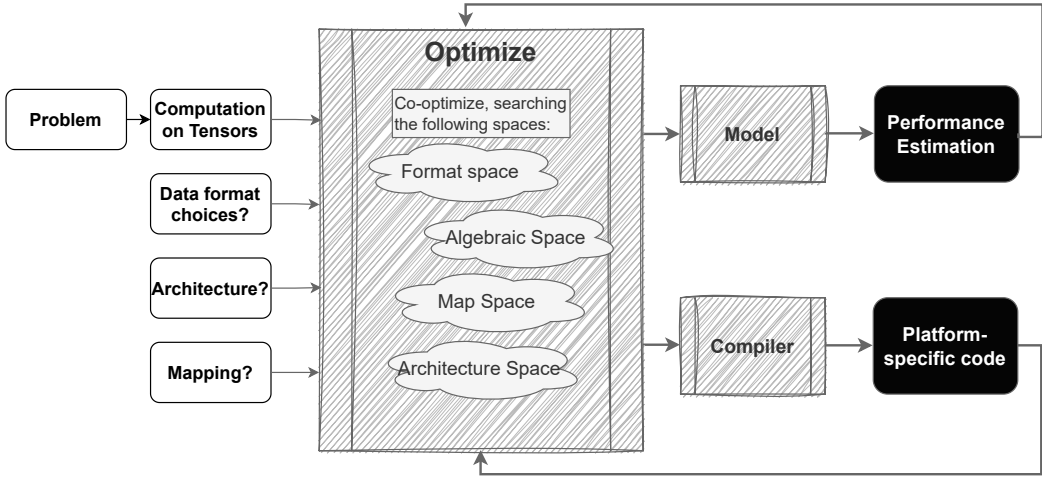 Optimize
Co-optimize, searching
the following spaces:
Format space
Algebraic Space
Map Space
Architecture Space
Problem
Computation
on Tensors
Data format
choices?
Architecture?
Mapping?
Model
Performance
Estimation
Compiler
Platform-
specific code